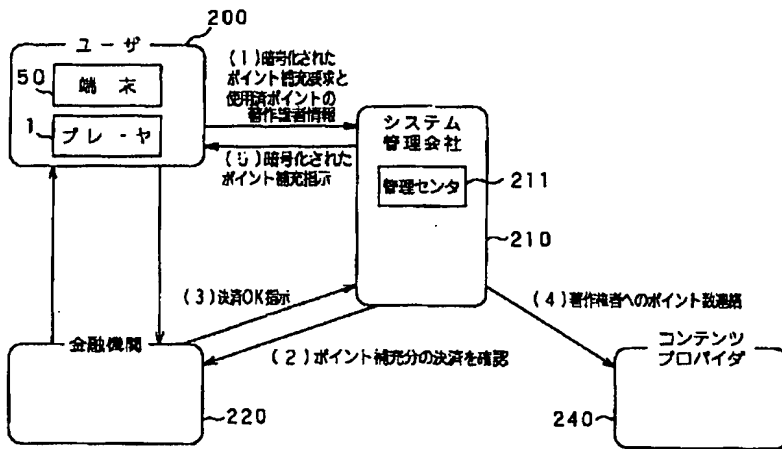 200
ユーザ
50
端末
1
プレ-ヤ
(1)暗号化された
ポイント補充要求と
使用済ポイントの
著作権者情報
(5)暗号化された
ポイント補充指示
システム
管理会社
管理センタ
211
210
(3)決済OK指示
(4)著作権者へのポイント数連絡
金融機関
(2)ポイント補充分の決済を確認
220
コンテンツ
プロバイダ
240